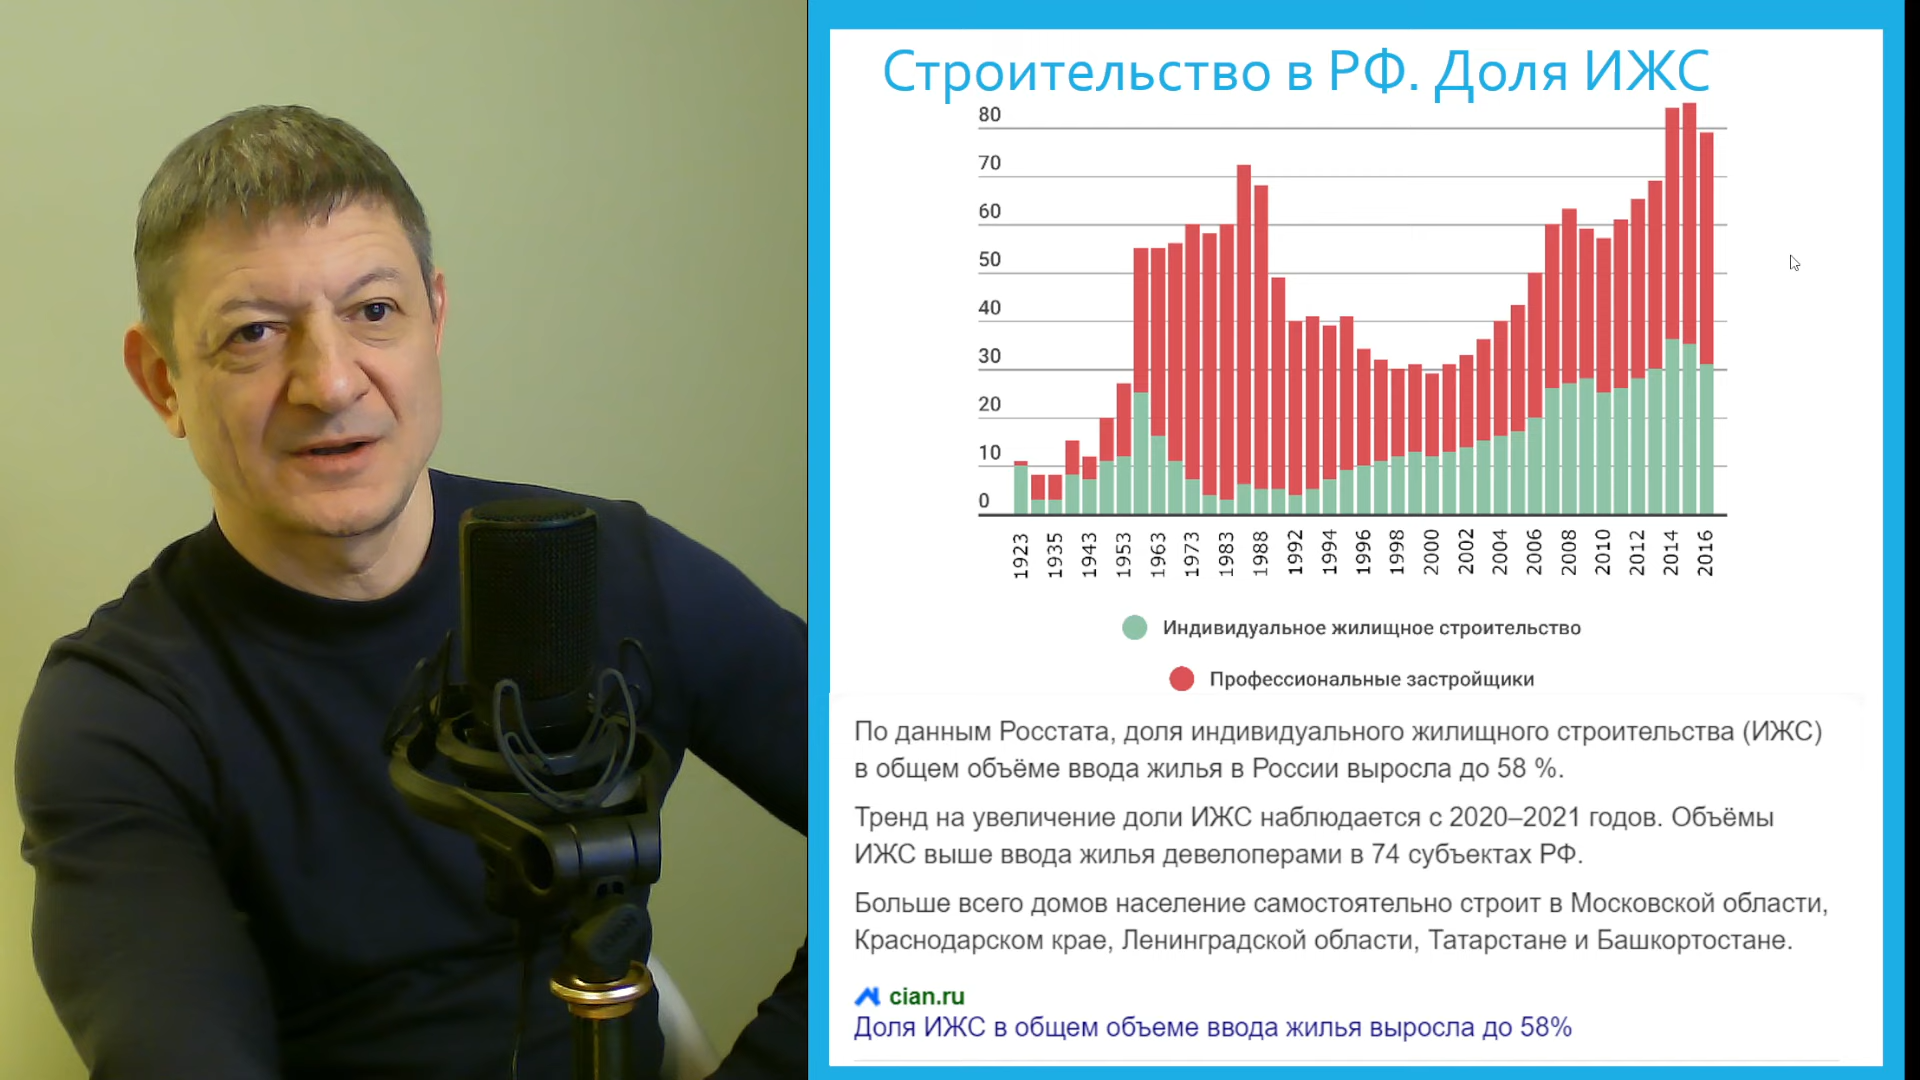 Строительство в РФ. Доля ИЖС
80
70
60
50
40
30
20
10
0
1923 1935 1943 1953 1963 1973 1983 1988 1992 1994 1996 1998 2000 2002 2004 2006 2008 2010 2012 2014 2016
Индивидуальное жилищное строительство
Профессиональные застройщики
По данным Росстата, доля индивидуального жилищного строительства (ИЖС)
в общем объёме ввода жилья в России выросла до 58 %.
Тренд на увеличение доли ИЖС наблюдается с 2020–2021 годов. Объёмы
ИЖС выше ввода жилья девелоперами в 74 субъектах РФ.
Больше всего домов население самостоятельно строит в Московской области,
Краснодарском крае, Ленинградской области, Татарстане и Башкортостане.
cian.ru
Доля ИЖС в общем объеме ввода жилья выросла до 58%